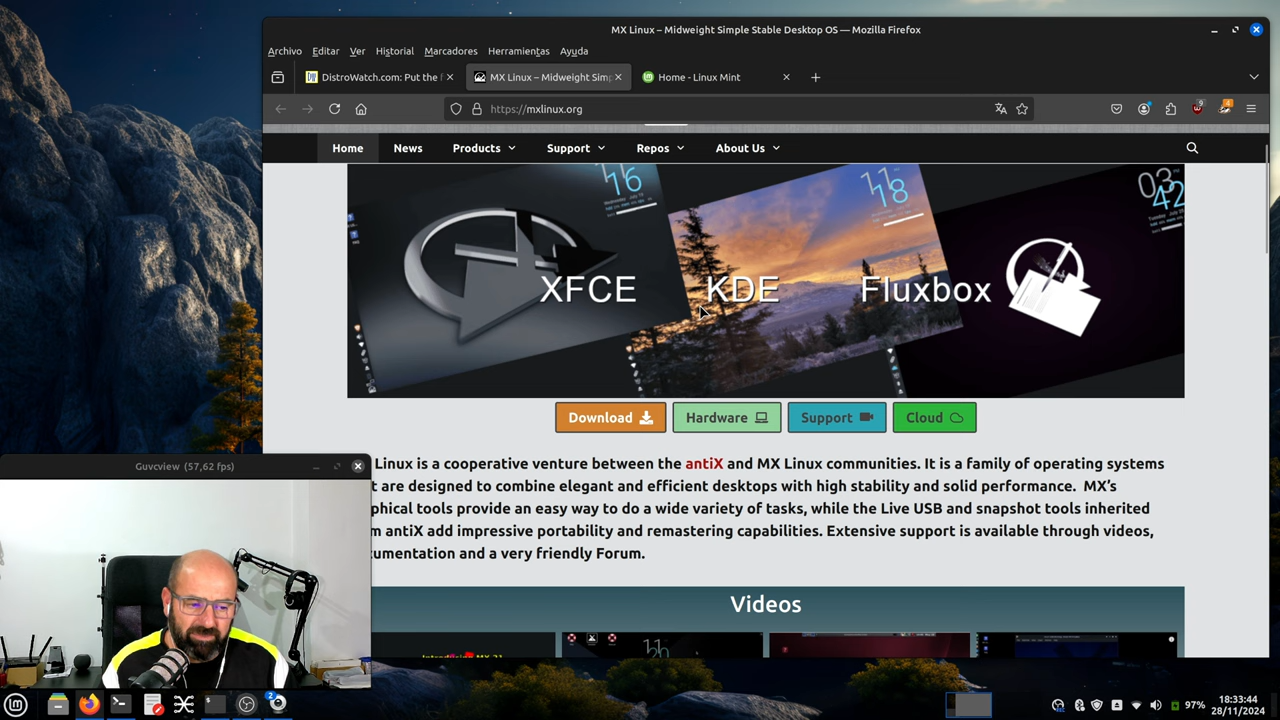 MX Linux – Midweight Simple Stable Desktop OS — Mozilla Firefox
Archivo Editar Ver Historial Marcadores Herramientas Ayuda
DistroWatch.com: Put the f
MX Linux – Midweight Simp
Home - Linux Mint
https://mxlinux.org
9
4
Home News Products Support Repos About Us
16
18
03
42
XFCE KDE Fluxbox
Download Hardware Support Cloud
Linux is a cooperative venture between the antiX and MX Linux communities. It is a family of operating systems
are designed to combine elegant and efficient desktops with high stability and solid performance. MX's
phical tools provide an easy way to do a wide variety of tasks, while the Live USB and snapshot tools inherited
antiX add impressive portability and remastering capabilities. Extensive support is available through videos,
umentation and a very friendly Forum.
Videos
Guvcview (57,62 fps)
2
97%
18:33:44
28/11/2024